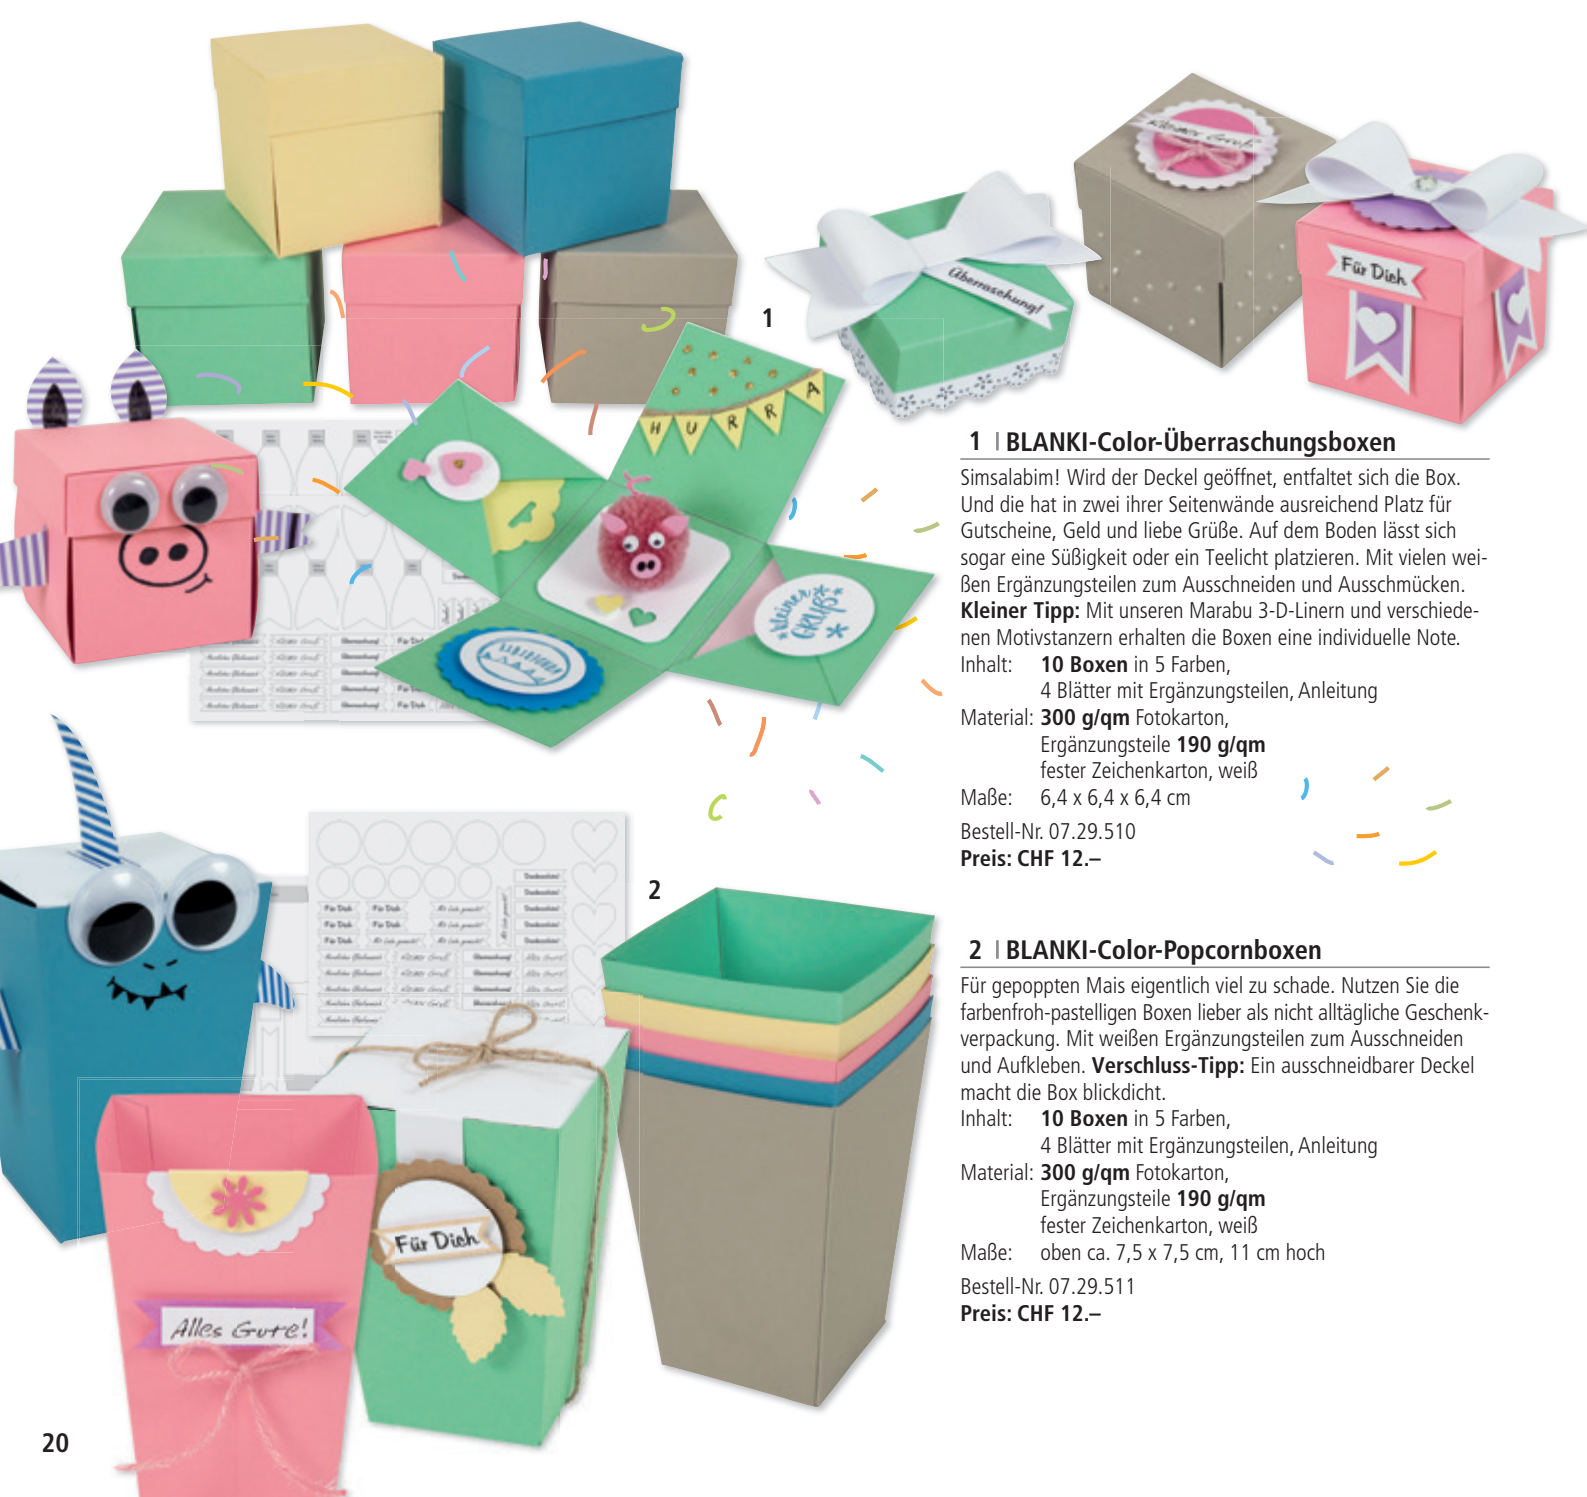 Kleiner Gruß
Für Dich
Überraschung!
1
HURRA
kleiner
GRUß
1 | BLANKI-Color-Überraschungsboxen
Simsalabim! Wird der Deckel geöffnet, entfaltet sich die Box.
Und die hat in zwei ihrer Seitenwände ausreichend Platz für
Gutscheine, Geld und liebe Grüße. Auf dem Boden lässt sich
sogar eine Süßigkeit oder ein Teelicht platzieren. Mit vielen wei-
ßen Ergänzungsteilen zum Ausschneiden und Ausschmücken.
Kleiner Tipp: Mit unseren Marabu 3-D-Linern und verschiede-
nen Motivstanzern erhalten die Boxen eine individuelle Note.
Inhalt: 10 Boxen in 5 Farben,
4 Blätter mit Ergänzungsteilen, Anleitung
Material: 300 g/qm Fotokarton,
Ergänzungsteile 190 g/qm
fester Zeichenkarton, weiß
Maße: 6,4 x 6,4 x 6,4 cm
Bestell-Nr. 07.29.510
Preis: CHF 12.–
2
Für Dich
Alles Gute!
2 | BLANKI-Color-Popcornboxen
Für gepoppten Mais eigentlich viel zu schade. Nutzen Sie die
farbenfroh-pastelligen Boxen lieber als nicht alltägliche Geschenk-
verpackung. Mit weißen Ergänzungsteilen zum Ausschneiden
und Aufkleben. Verschluss-Tipp: Ein ausschneidbarer Deckel
macht die Box blickdicht.
Inhalt: 10 Boxen in 5 Farben,
4 Blätter mit Ergänzungsteilen, Anleitung
Material: 300 g/qm Fotokarton,
Ergänzungsteile 190 g/qm
fester Zeichenkarton, weiß
Maße: oben ca. 7,5 x 7,5 cm, 11 cm hoch
Bestell-Nr. 07.29.511
Preis: CHF 12.–
20